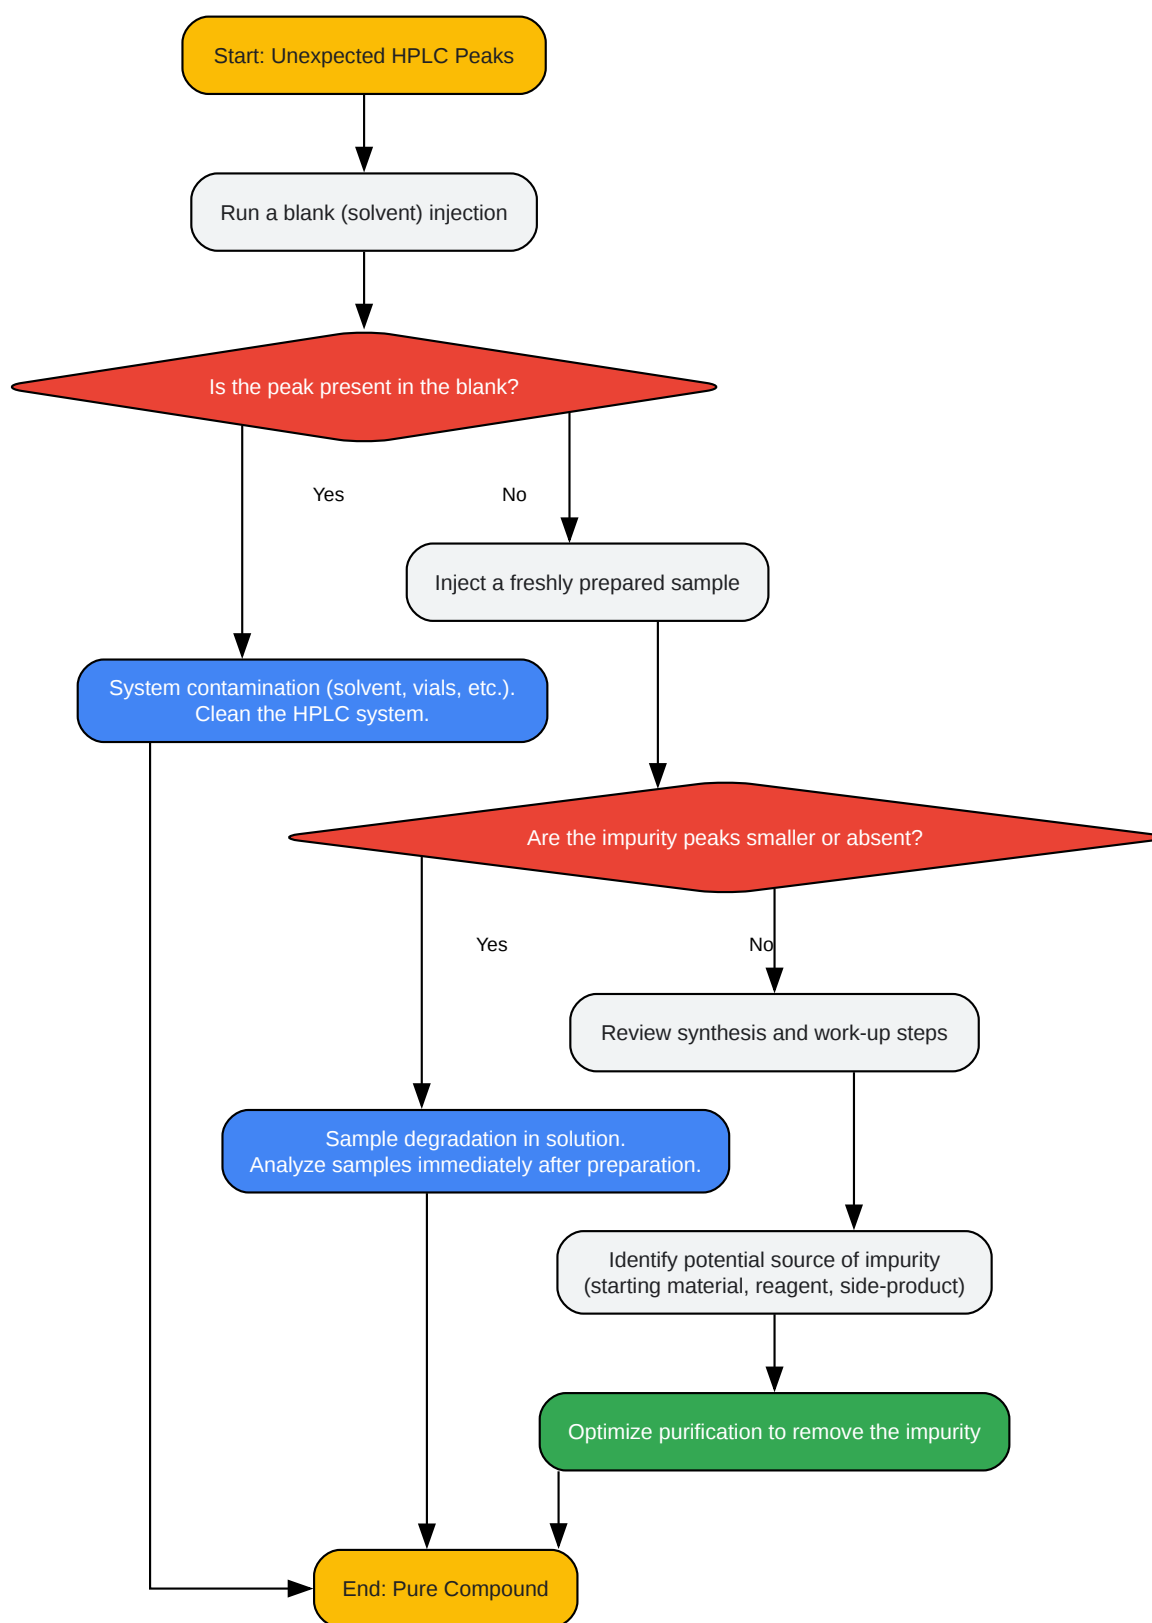 Start: Unexpected HPLC Peaks
Run a blank (solvent) injection
Is the peak present in the blank?
Yes
No
Inject a freshly prepared sample
System contamination (solvent, vials, etc.).
Clean the HPLC system.
Are the impurity peaks smaller or absent?
Yes
No
Review synthesis and work-up steps
Sample degradation in solution.
Analyze samples immediately after preparation.
Identify potential source of impurity
(starting material, reagent, side-product)
Optimize purification to remove the impurity
End: Pure Compound